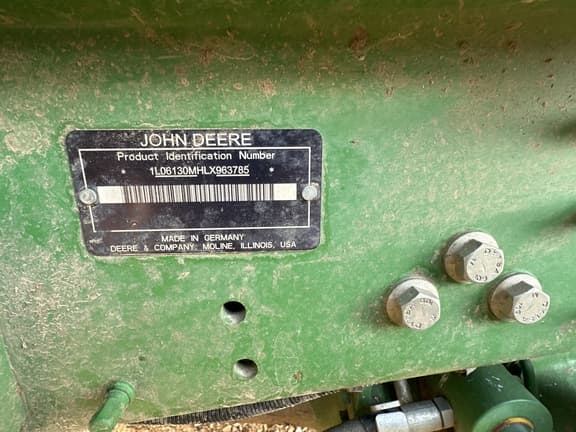 JOHN DEERE
Product Identification Number
* 1L06130MHLX963785 *
MADE IN GERMANY
DEERE & COMPANY, MOLINE, ILLINOIS, USA